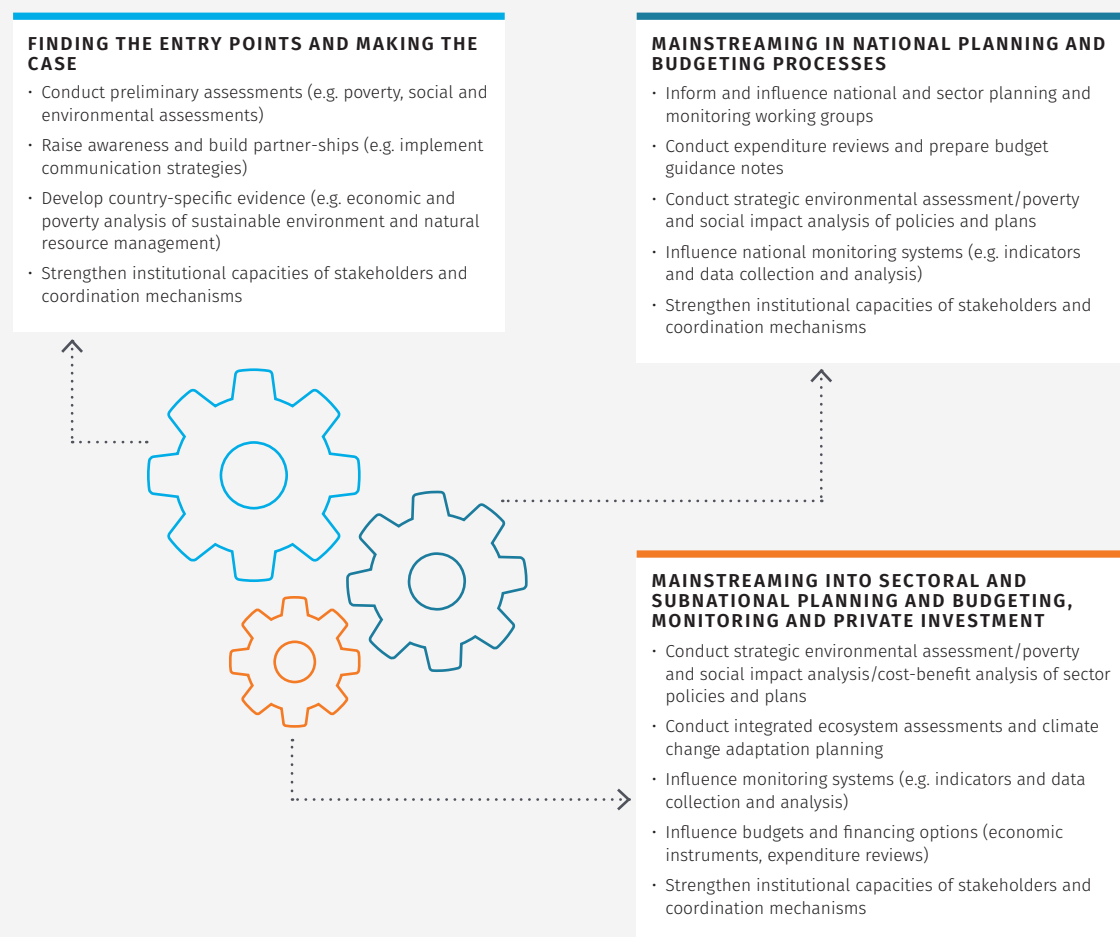 FINDING THE ENTRY POINTS AND MAKING THE
CASE
· Conduct preliminary assessments (e.g. poverty, social and
environmental assessments)
· Raise awareness and build partner-ships (e.g. implement
communication strategies)
· Develop country-specific evidence (e.g. economic and
poverty analysis of sustainable environment and natural
resource management)
· Strengthen institutional capacities of stakeholders and
coordination mechanisms
MAINSTREAMING IN NATIONAL PLANNING AND
BUDGETING PROCESSES
· Inform and influence national and sector planning and
monitoring working groups
· Conduct expenditure reviews and prepare budget
guidance notes
· Conduct strategic environmental assessment/poverty
and social impact analysis of policies and plans
· Influence national monitoring systems (e.g. indicators
and data collection and analysis)
· Strengthen institutional capacities of stakeholders and
coordination mechanisms
MAINSTREAMING INTO SECTORAL AND
SUBNATIONAL PLANNING AND BUDGETING,
MONITORING AND PRIVATE INVESTMENT
· Conduct strategic environmental assessment/poverty
and social impact analysis/cost-benefit analysis of sector
policies and plans
· Conduct integrated ecosystem assessments and climate
change adaptation planning
· Influence monitoring systems (e.g. indicators and data
collection and analysis)
· Influence budgets and financing options (economic
instruments, expenditure reviews)
· Strengthen institutional capacities of stakeholders and
coordination mechanisms